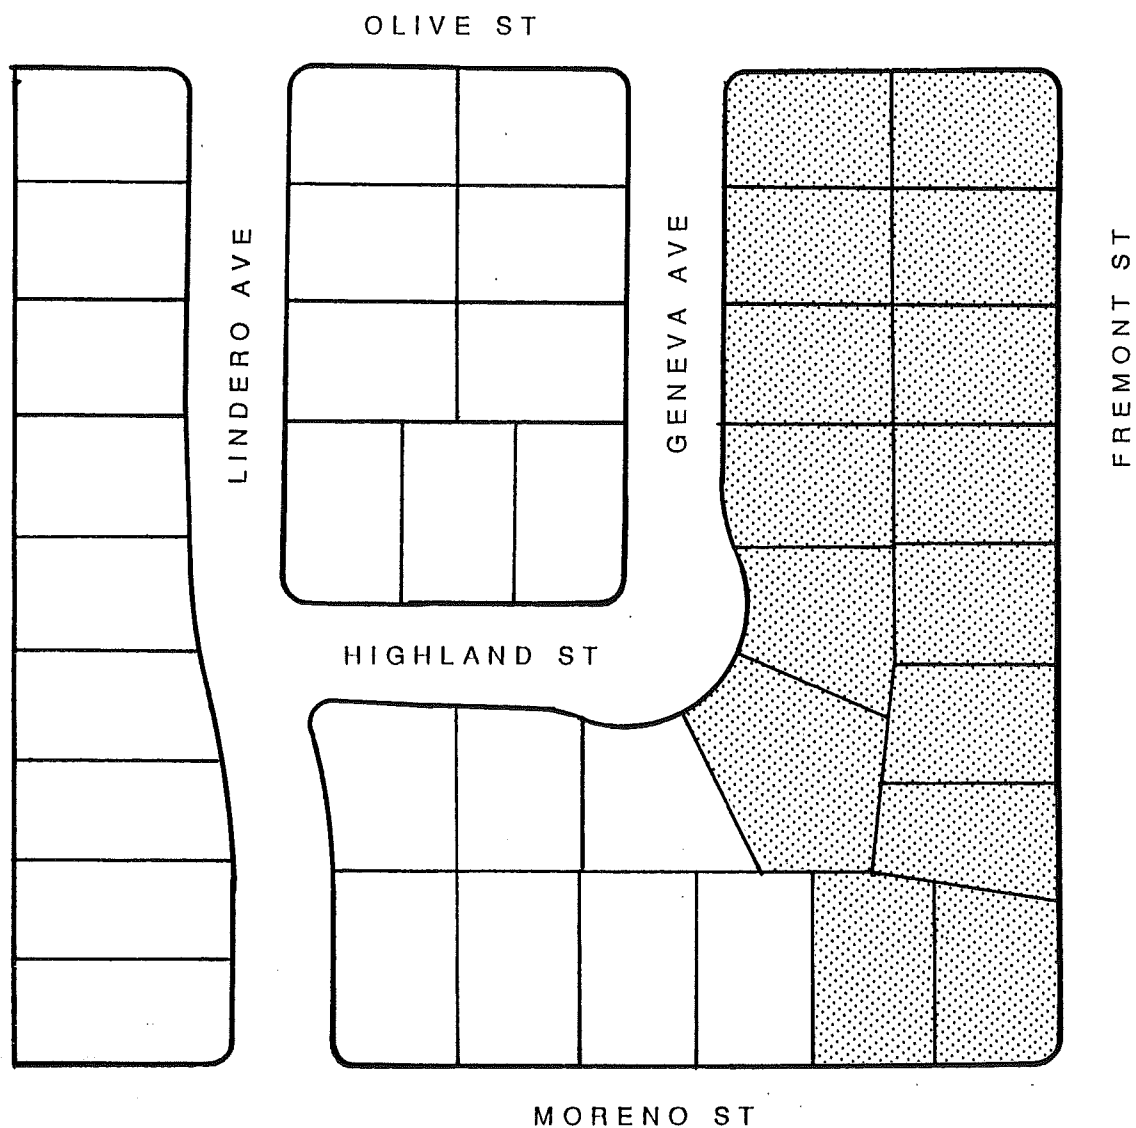 OLIVE ST
LINDERO AVE
GENEVA AVE
FREMONT ST
HIGHLAND ST
MORENO ST